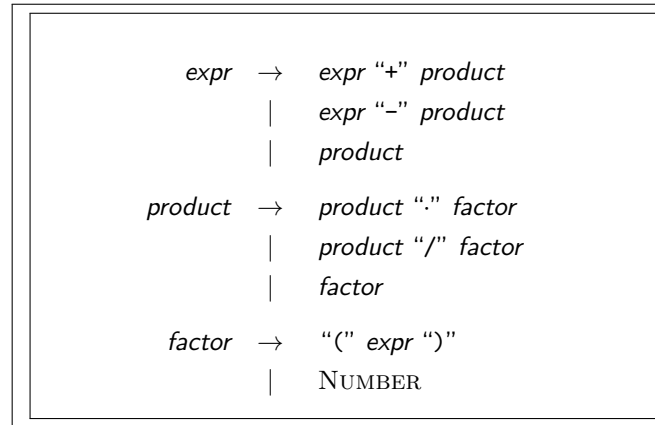 expr → expr “+” product
| expr “-” product
| product
product → product “·” factor
| product “/” factor
| factor
factor → “(” expr “)”
| NUMBER